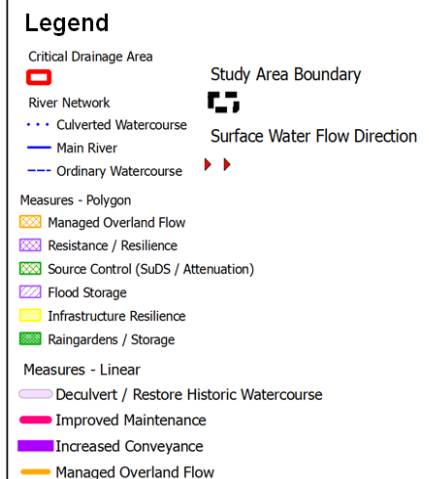 Legend
Critical Drainage Area
Study Area Boundary
River Network
Culverted Watercourse
Surface Water Flow Direction
Main River
Ordinary Watercourse
Measures - Polygon
Managed Overland Flow
Resistance / Resilience
Source Control (SuDS / Attenuation)
Flood Storage
Infrastructure Resilience
Raingardens / Storage
Measures - Linear
Deculvert / Restore Historic Watercourse
Improved Maintenance
Increased Conveyance
Managed Overland Flow